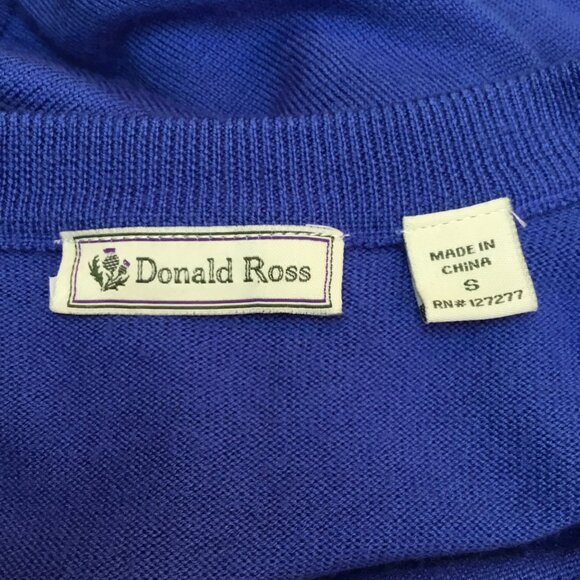 Donald Ross
MADE IN
CHINA
S
RN# 127277